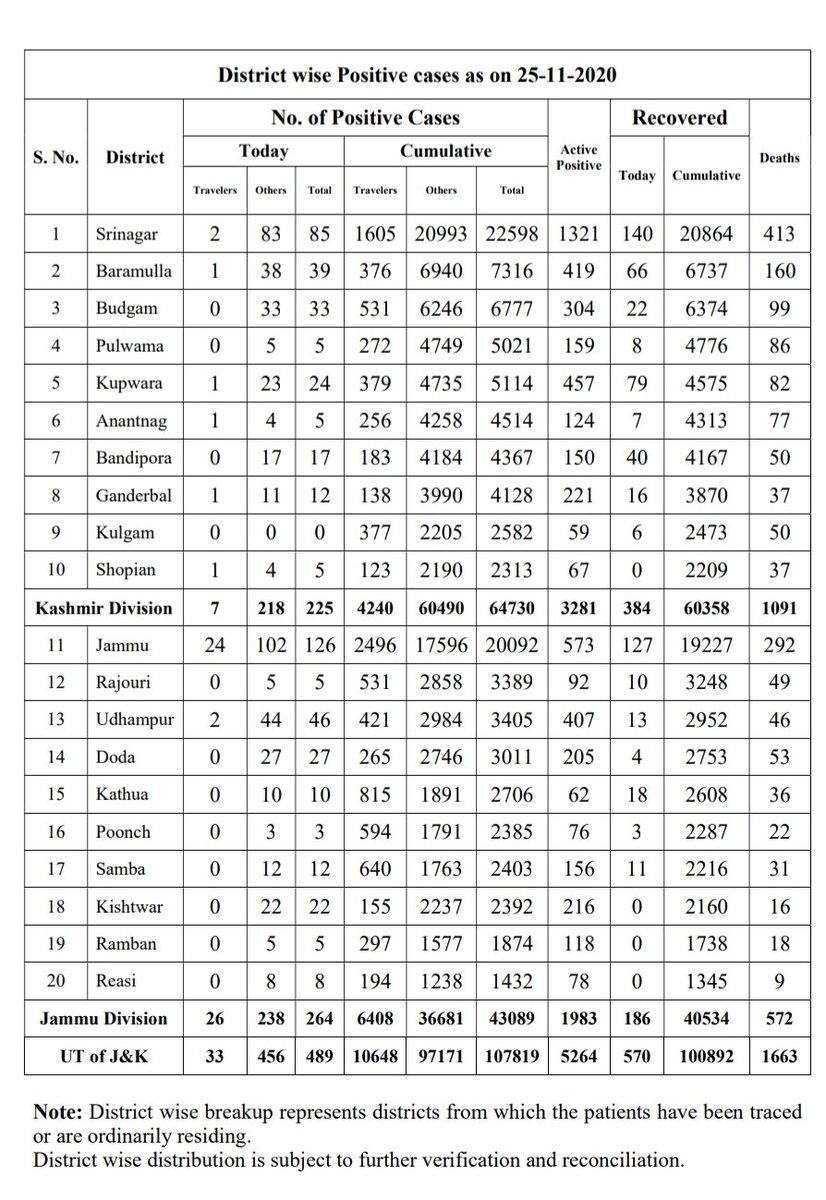 District wise Positive cases as on 25-11-2020
S. No. District No. of Positive Cases Active Positive Recovered Deaths
Today Cumulative Today Cumulative
Travelers Others Total Travelers Others Total
1 Srinagar 2 83 85 1605 20993 22598 1321 140 20864 413
2 Baramulla 1 38 39 376 6940 7316 419 66 6737 160
3 Budgam 0 33 33 531 6246 6777 304 22 6374 99
4 Pulwama 0 5 5 272 4749 5021 159 8 4776 86
5 Kupwara 1 23 24 379 4735 5114 457 79 4575 82
6 Anantnag 1 4 5 256 4258 4514 124 7 4313 77
7 Bandipora 0 17 17 183 4184 4367 150 40 4167 50
8 Ganderbal 1 11 12 138 3990 4128 221 16 3870 37
9 Kulgam 0 0 0 377 2205 2582 59 6 2473 50
10 Shopian 1 4 5 123 2190 2313 67 0 2209 37
Kashmir Division 7 218 225 4240 60490 64730 3281 384 60358 1091
11 Jammu 24 102 126 2496 17596 20092 573 127 19227 292
12 Rajouri 0 5 5 531 2858 3389 92 10 3248 49
13 Udhampur 2 44 46 421 2984 3405 407 13 2952 46
14 Doda 0 27 27 265 2746 3011 205 4 2753 53
15 Kathua 0 10 10 815 1891 2706 62 18 2608 36
16 Poonch 0 3 3 594 1791 2385 76 3 2287 22
17 Samba 0 12 12 640 1763 2403 156 11 2216 31
18 Kishtwar 0 22 22 155 2237 2392 216 0 2160 16
19 Ramban 0 5 5 297 1577 1874 118 0 1738 18
20 Reasi 0 8 8 194 1238 1432 78 0 1345 9
Jammu Division 26 238 264 6408 36681 43089 1983 186 40534 572
UT of J&K 33 456 489 10648 97171 107819 5264 570 100892 1663
Note: District wise breakup represents districts from which the patients have been traced
or are ordinarily residing.
District wise distribution is subject to further verification and reconciliation.